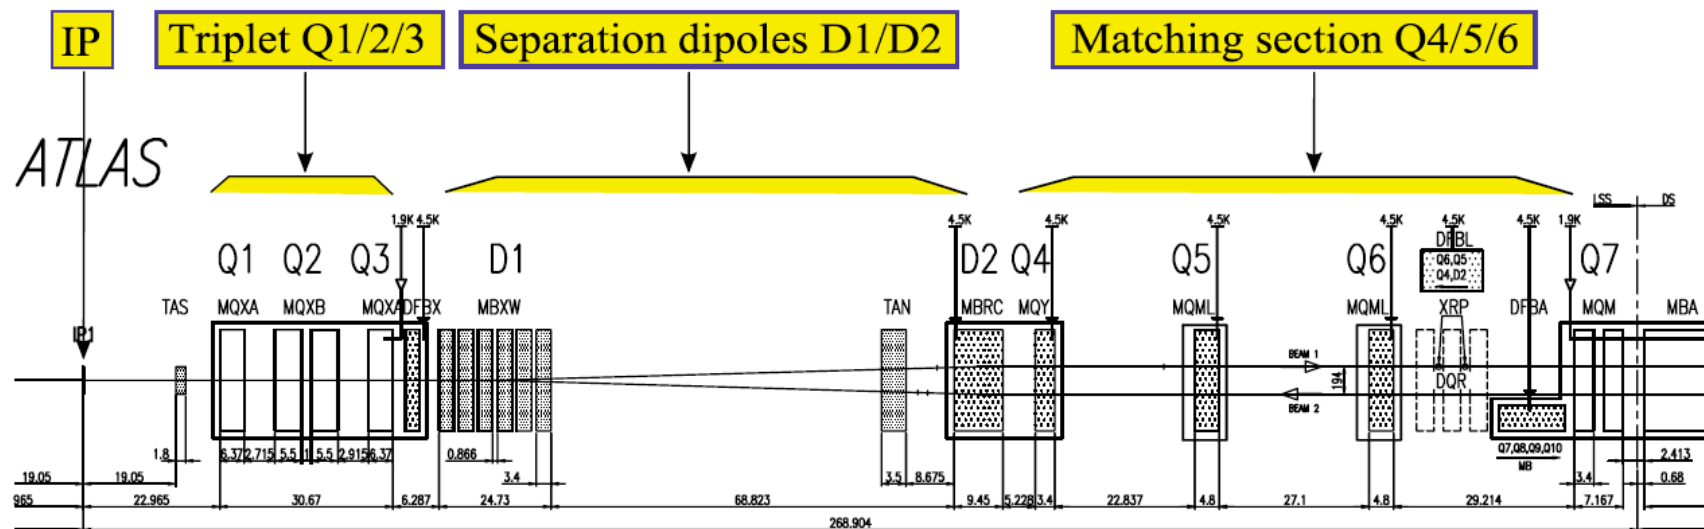 IP Triplet Q1/2/3 Separation dipoles D1/D2 Matching section Q4/5/6
ATLAS
LSS DS
1.9K 4.5K 4.5K 4.5K 4.5K 4.5K 4.5K 4.5K 1.9K
Q1 Q2 Q3 D1 D2 Q4 Q5 Q6 DFBL Q7
Q6,Q5
Q4,D2
TAS MQXA MQXB MQXA DFBX MBXW TAN MBRC MQY MQML MQML XRP DFBA MQM MBA
IP1
BEAM 1
194
DQR
BEAM 2
Q7,Q8,Q9,Q10
MB
1.8 6.37 2.715 5.5 1 5.5 2.915 6.37 0.866 2.413
19.05 19.05 3.4 3.5 8.675 3.4 0.68
965 22.965 30.67 6.287 24.73 68.823 9.45 5.228 3.4 22.837 4.8 27.1 4.8 29.214 7.167
268.904